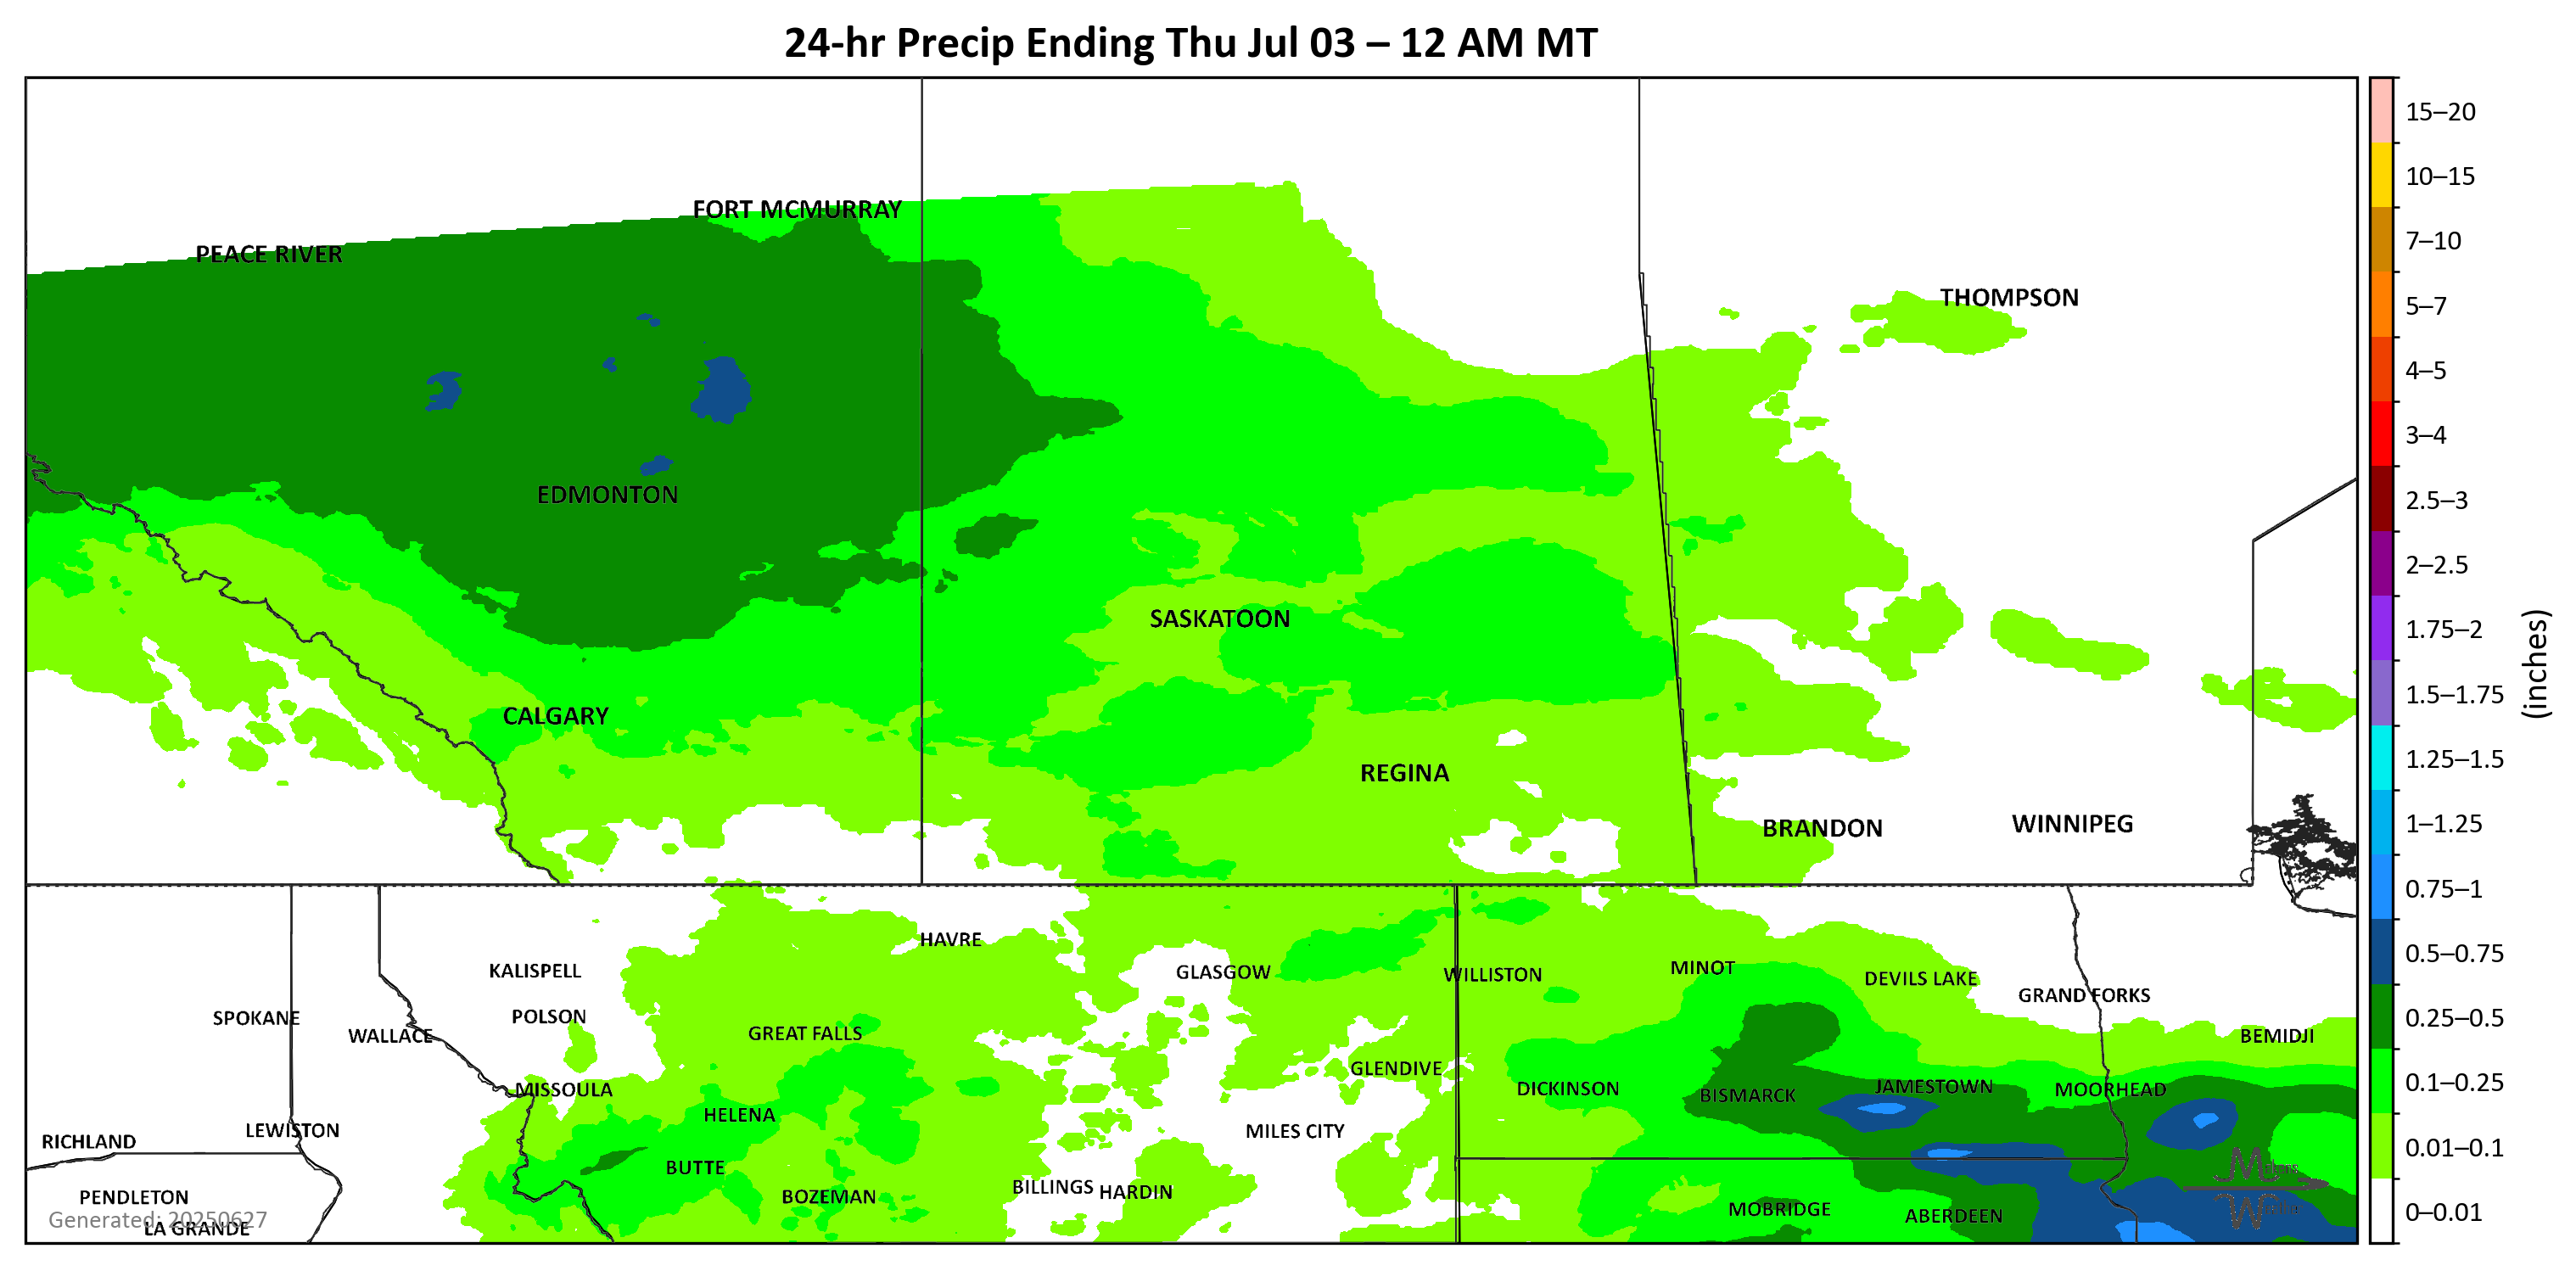 24-hr Precip Ending Thu Jul 03 – 12 AM MT
FORT MCMURRAY
PEACE RIVER
THOMPSON
EDMONTON
SASKATOON
CALGARY
REGINA
BRANDON
WINNIPEG
HAVRE
KALISPELL
GLASGOW
WILLISTON
MINOT
DEVILS LAKE
GRAND FORKS
SPOKANE
POLSON
WALLACE
GREAT FALLS
BEMIDJI
GLENDIVE
MISSOULA
DICKINSON
BISMARCK
JAMESTOWN
MOORHEAD
HELENA
RICHLAND
LEWISTON
MILES CITY
BUTTE
PENDLETON
BOZEMAN
BILLINGS
HARDIN
MOBRIDGE
ABERDEEN
Generated: 20250627
LA GRANDE
15–20
10–15
7–10
5–7
4–5
3–4
2.5–3
2–2.5
1.75–2
1.5–1.75
1.25–1.5
1–1.25
0.75–1
0.5–0.75
0.25–0.5
0.1–0.25
0.01–0.1
0–0.01
(inches)